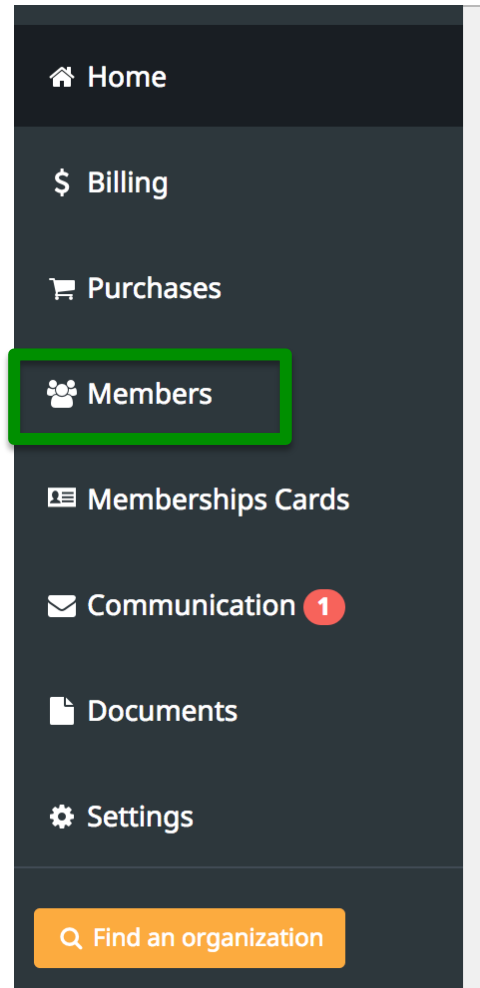 Home
$ Billing
Purchases
Members
Memberships Cards
Communication 1
Documents
Settings
Find an organization